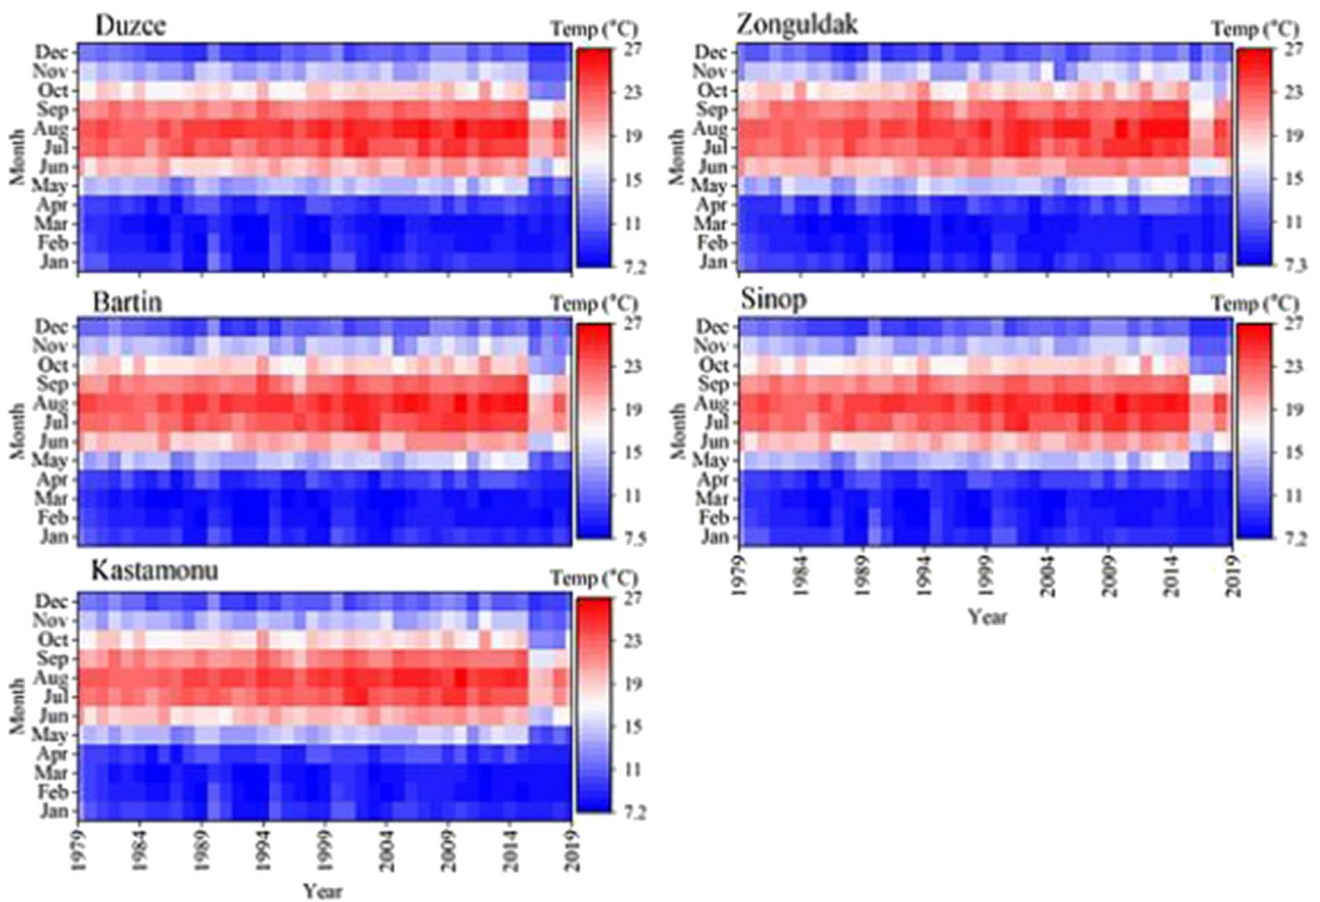 Duzce
Temp (°C)
Dec
Nov
Oct
Sep
Aug
Jul
Jun
May
Apr
Mar
Feb
Jan
Month
27
23
19
15
11
7.2
Zonguldak
Temp (°C)
Dec
Nov
Oct
Sep
Aug
Jul
Jun
May
Apr
Mar
Feb
Jan
Month
27
23
19
15
11
7.3
Bartin
Temp (°C)
Dec
Nov
Oct
Sep
Aug
Jul
Jun
May
Apr
Mar
Feb
Jan
Month
27
23
19
15
11
7.5
Sinop
Temp (°C)
Dec
Nov
Oct
Sep
Aug
Jul
Jun
May
Apr
Mar
Feb
Jan
Month
27
23
19
15
11
7.2
1979 1984 1989 1994 1999 2004 2009 2014 2019
Year
Kastamonu
Temp (°C)
Dec
Nov
Oct
Sep
Aug
Jul
Jun
May
Apr
Mar
Feb
Jan
Month
27
23
19
15
11
7.2
1979 1984 1989 1994 1999 2004 2009 2014 2019
Year